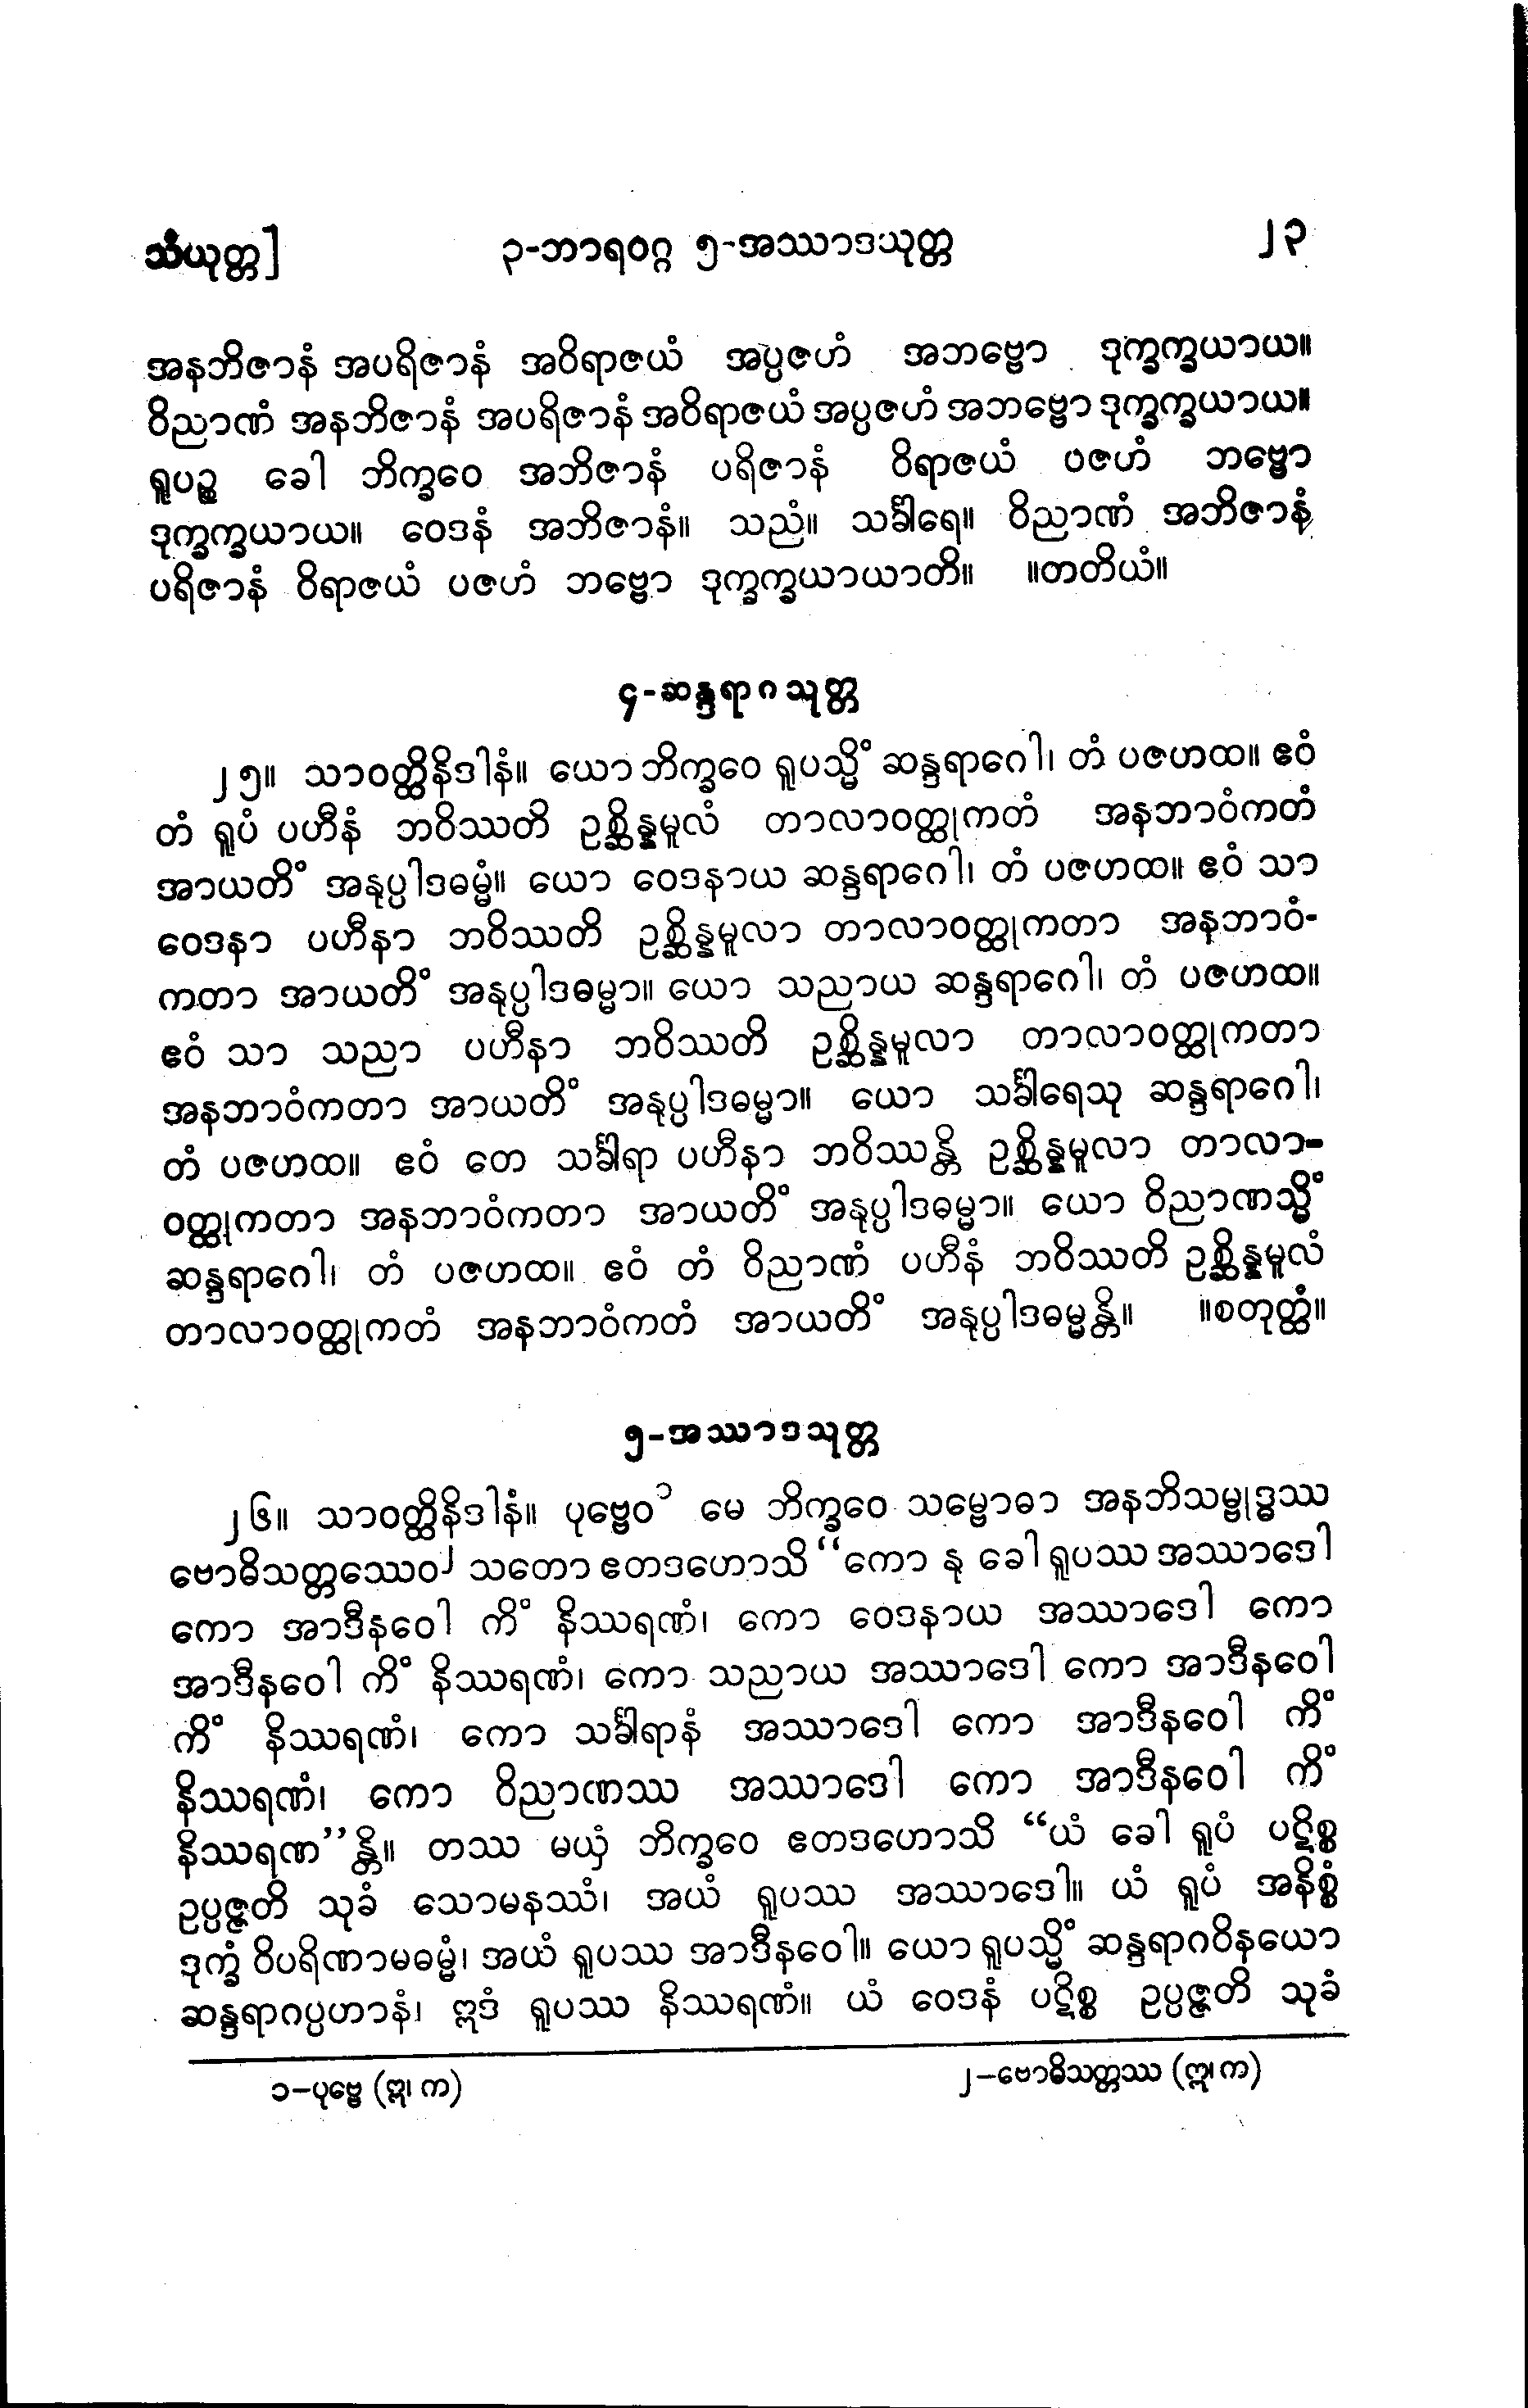 သံယုတ္တ] ၃-ဘာရဝဂ္ဂ ၅-အဿာဒသုတ္တ ၂၃
အနဘိဇာနံ အပရိဇာနံ အဝိရာဇယံ အပ္ပဇဟံ အဘဗ္ဗော ဒုက္ခက္ခယာယ။
ဝိညာဏံ အနဘိဇာနံ အပရိဇာနံ အဝိရာဇယံ အပ္ပဇဟံ အဘဗ္ဗော ဒုက္ခက္ခယာယ။
ရူပဉ္စ ခေါ ဘိက္ခဝေ အဘိဇာနံ ပရိဇာနံ ဝိရာဇယံ ပဇဟံ ဘဗ္ဗော
ဒုက္ခက္ခယာယ။ ဝေဒနံ အဘိဇာနံ။ သညံ။ သင်္ခါရေ။ ဝိညာဏံ အဘိဇာနံ
ပရိဇာနံ ဝိရာဇယံ ပဇဟံ ဘဗ္ဗော ဒုက္ခက္ခယာယာတိ။ ။တတိယံ။
၄-ဆန္ဒရာဂသုတ္တ
၂၅။ သာဝတ္ထိနိဒါနံ။ ယော ဘိက္ခဝေ ရူပသ္မိံ ဆန္ဒရာဂေါ၊ တံ ပဇဟထ။ ဧဝံ
တံ ရူပံ ပဟီနံ ဘဝိဿတိ ဥစ္ဆိန္နမူလံ တာလာဝတ္ထုကတံ အနဘာဝံကတံ
အာယတိံ အနုပ္ပါဒဓမ္မံ။ ယော ဝေဒနာယ ဆန္ဒရာဂေါ၊ တံ ပဇဟထ။ ဧဝံ သာ
ဝေဒနာ ပဟီနာ ဘဝိဿတိ ဥစ္ဆိန္နမူလာ တာလာဝတ္ထုကတာ အနဘာဝံ-
ကတာ အာယတိံ အနုပ္ပါဒဓမ္မာ။ ယော သညာယ ဆန္ဒရာဂေါ၊ တံ ပဇဟထ။
ဧဝံ သာ သညာ ပဟီနာ ဘဝိဿတိ ဥစ္ဆိန္နမူလာ တာလာဝတ္ထုကတာ
အနဘာဝံကတာ အာယတိံ အနုပ္ပါဒဓမ္မာ။ ယော သင်္ခါရေသု ဆန္ဒရာဂေါ၊
တံ ပဇဟထ။ ဧဝံ တေ သင်္ခါရာ ပဟီနာ ဘဝိဿန္တိ ဥစ္ဆိန္နမူလာ တာလာ-
ဝတ္ထုကတာ အနဘာဝံကတာ အာယတိံ အနုပ္ပါဒဓမ္မာ။ ယော ဝိညာဏသ္မိံ
ဆန္ဒရာဂေါ၊ တံ ပဇဟထ။ ဧဝံ တံ ဝိညာဏံ ပဟီနံ ဘဝိဿတိ ဥစ္ဆိန္နမူလံ
တာလာဝတ္ထုကတံ အနဘာဝံကတံ အာယတိံ အနုပ္ပါဒဓမ္မန္တိ။ ။စတုတ္ထံ။
၅-အဿာဒသုတ္တ
၂၆။ သာဝတ္ထိနိဒါနံ။ ပုဗ္ဗေဝ၁ မေ ဘိက္ခဝေ သမ္ဗောဓာ အနဘိသမ္ဗုဒ္ဓဿ
ဗောဓိသတ္တဿေဝ၂ သတော ဧတဒဟောသိ “ကော နု ခေါ ရူပဿ အဿာဒေါ
ကော အာဒီနဝေါ ကိံ နိဿရဏံ၊ ကော ဝေဒနာယ အဿာဒေါ ကော
အာဒီနဝေါ ကိံ နိဿရဏံ၊ ကော သညာယ အဿာဒေါ ကော အာဒီနဝေါ
ကိံ နိဿရဏံ၊ ကော သင်္ခါရာနံ အဿာဒေါ ကော အာဒီနဝေါ ကိံ
နိဿရဏံ၊ ကော ဝိညာဏဿ အဿာဒေါ ကော အာဒီနဝေါ ကိံ
နိဿရဏ”န္တိ။ တဿ မယှံ ဘိက္ခဝေ ဧတဒဟောသိ “ယံ ခေါ ရူပံ ပဋိစ္စ
ဥပ္ပဇ္ဇတိ သုခံ သောမနဿံ၊ အယံ ရူပဿ အဿာဒေါ။ ယံ ရူပံ အနိစ္စံ
ဒုက္ခံ ဝိပရိဏာမဓမ္မံ၊ အယံ ရူပဿ အာဒီနဝေါ။ ယော ရူပသ္မိံ ဆန္ဒရာဂဝိနယော
ဆန္ဒရာဂပ္ပဟာနံ၊ ဣဒံ ရူပဿ နိဿရဏံ။ ယံ ဝေဒနံ ပဋိစ္စ ဥပ္ပဇ္ဇတိ သုခံ
၁-ပုဗ္ဗေ (ဣ၊ က) ၂-ဗောဓိသတ္တဿ (ဣ၊ က)